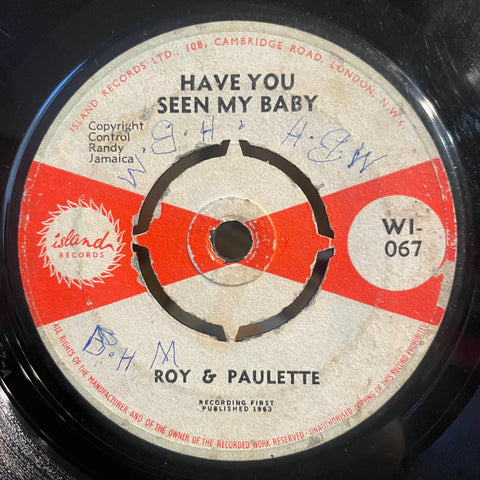 ISLAND RECORDS LTD., 108, CAMBRIDGE ROAD, LONDON, N.W.6.
HAVE YOU
SEEN MY BABY
Copyright
Control
Randy
Jamaica
W.G.H.
H.G.W
island
RECORDS
WI-
067
B.H M
ROY & PAULETTE
RECORDING FIRST
PUBLISHED 1963
ALL RIGHTS OF THE MANUFACTURER AND OF THE OWNER OF THE RECORDED WORK RESERVED · UNAUTHORISED COPYING OF THIS RECORD PROHIBITED